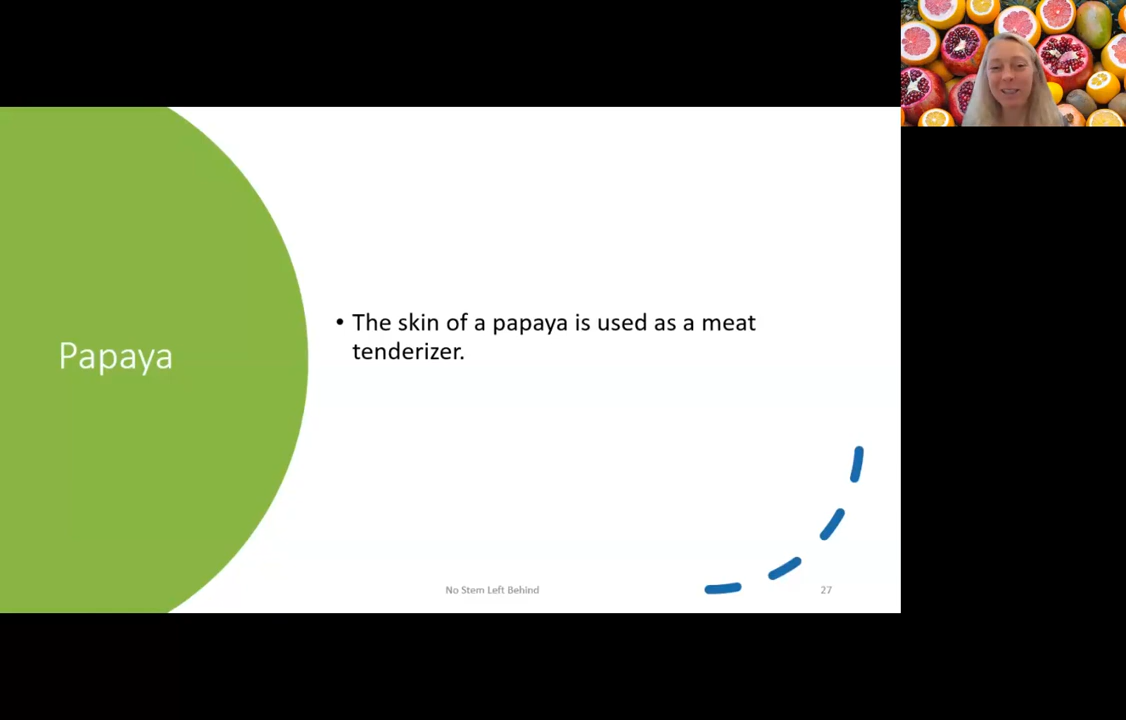 Papaya
• The skin of a papaya is used as a meat
tenderizer.
No Stem Left Behind
27